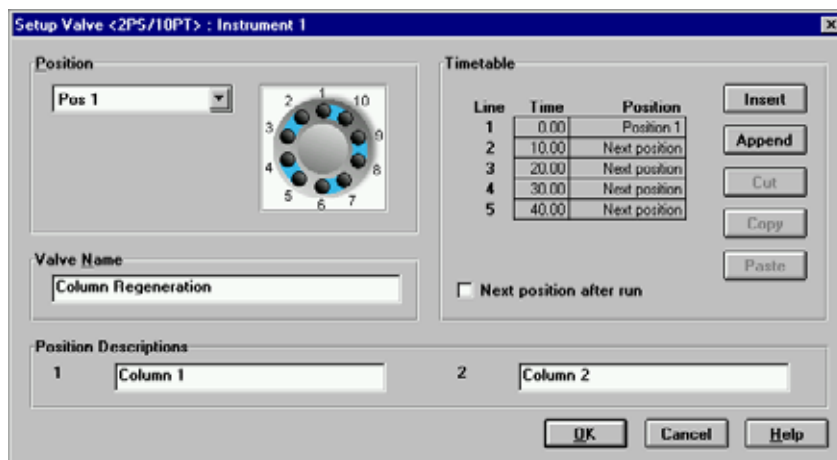 Setup Valve <2PS/10PT> : Instrument 1
Position
Pos 1
1
2
10
3
9
4
8
5
7
6
Valve Name
Column Regeneration
Timetable
Line Time Position
1 0.00 Position 1
2 10.00 Next position
3 20.00 Next position
4 30.00 Next position
5 40.00 Next position
Insert
Append
Cut
Copy
Paste
Next position after run
Position Descriptions
1 Column 1
2 Column 2
OK
Cancel
Help